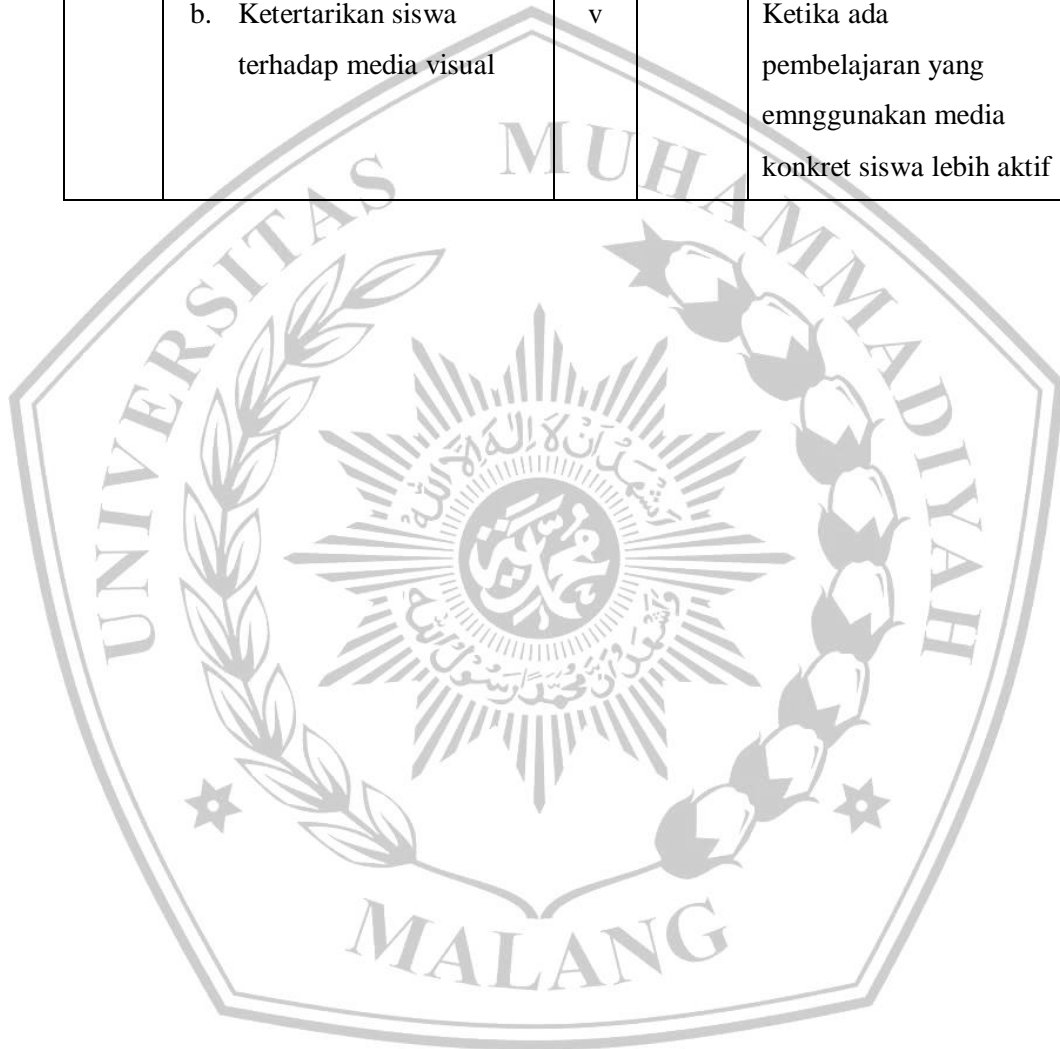 b. Ketertarikan siswa v Ketika ada
terhadap media visual pembelajaran yang
emnggunakan media
konkret siswa lebih aktif
UNIVERSITAS MUHAMMADIYAH
MALANG